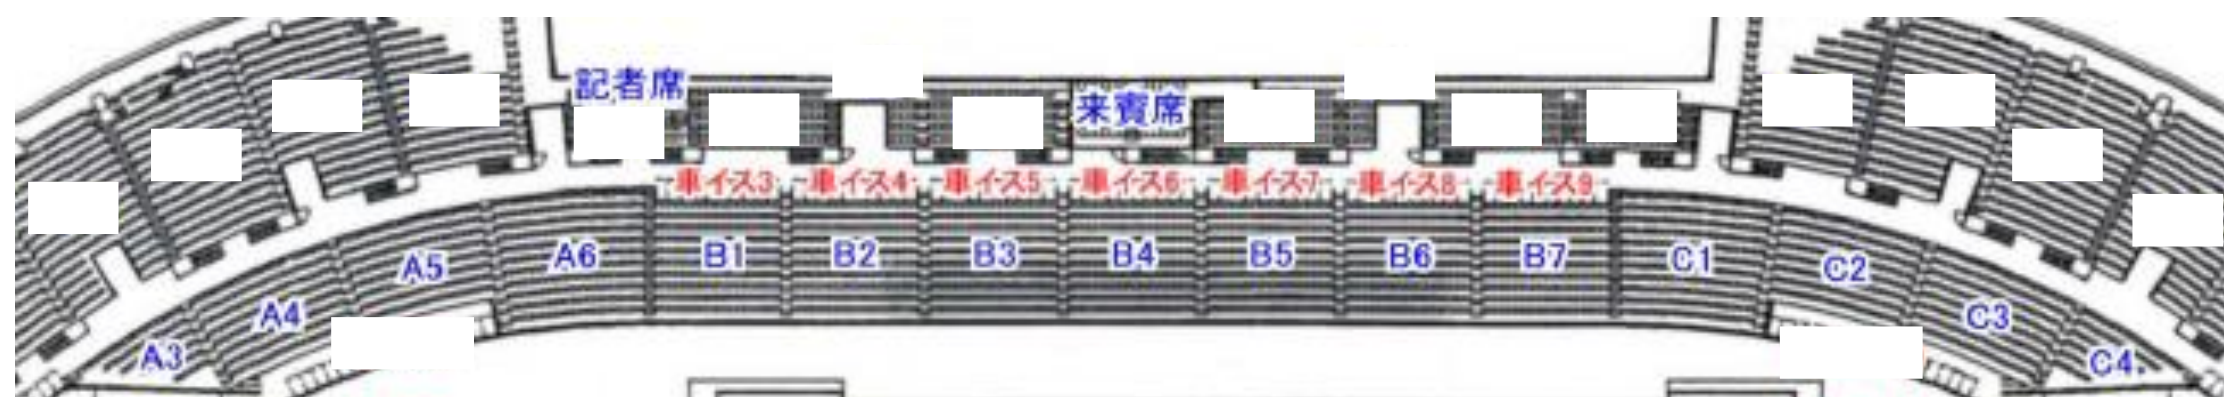 記者席
来賓席
車イス3 車イス4 車イス5 車イス6 車イス7 車イス8 車イス9
A3 A4 A5 A6 B1 B2 B3 B4 B5 B6 B7 C1 C2 C3 C4